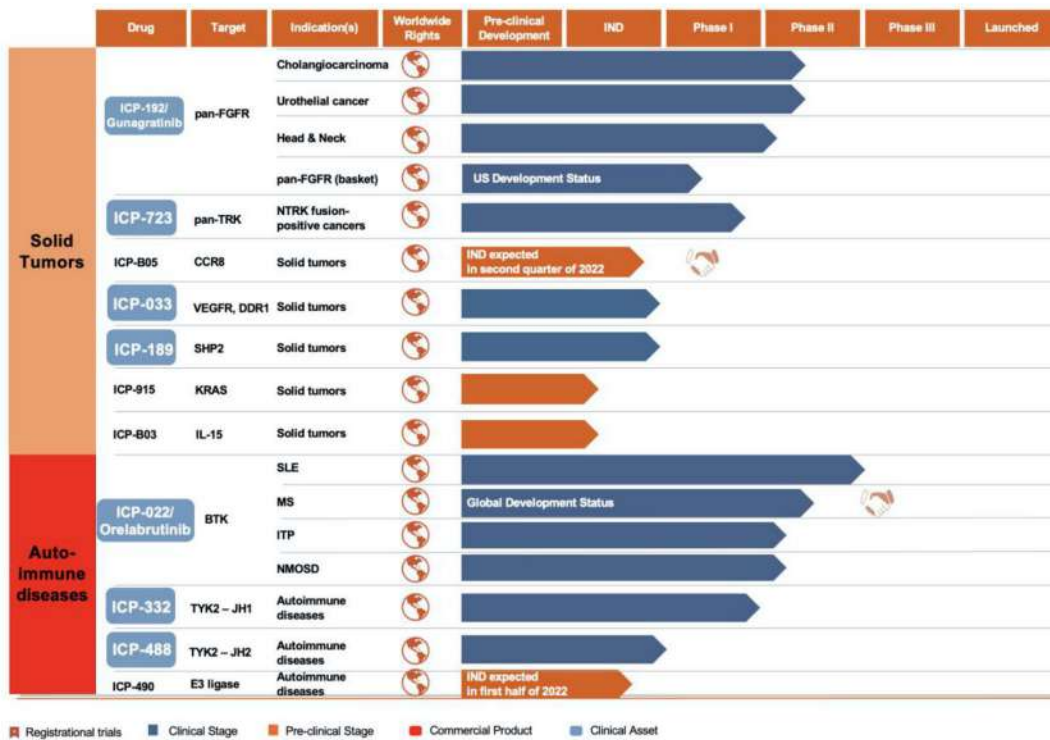 Drug
Target
Indication(s)
Worldwide
Rights
Pre-clinical
Development
IND
Phase I
Phase II
Phase III
Launched
Solid
Tumors
ICP-192/
Gunagratinib
pan-FGFR
Cholangiocarcinoma
Urothelial cancer
Head & Neck
pan-FGFR (basket)
US Development Status
ICP-723
pan-TRK
NTRK fusion-
positive cancers
ICP-B05
CCR8
Solid tumors
IND expected
in second quarter of 2022
ICP-033
VEGFR, DDR1
Solid tumors
ICP-189
SHP2
Solid tumors
ICP-915
KRAS
Solid tumors
ICP-B03
IL-15
Solid tumors
Auto-
immune
diseases
ICP-022/
Orelabrutinib
BTK
SLE
MS
Global Development Status
ITP
NMOSD
ICP-332
TYK2 – JH1
Autoimmune
diseases
ICP-488
TYK2 – JH2
Autoimmune
diseases
ICP-490
E3 ligase
Autoimmune
diseases
IND expected
in first half of 2022
Registrational trials
Clinical Stage
Pre-clinical Stage
Commercial Product
Clinical Asset